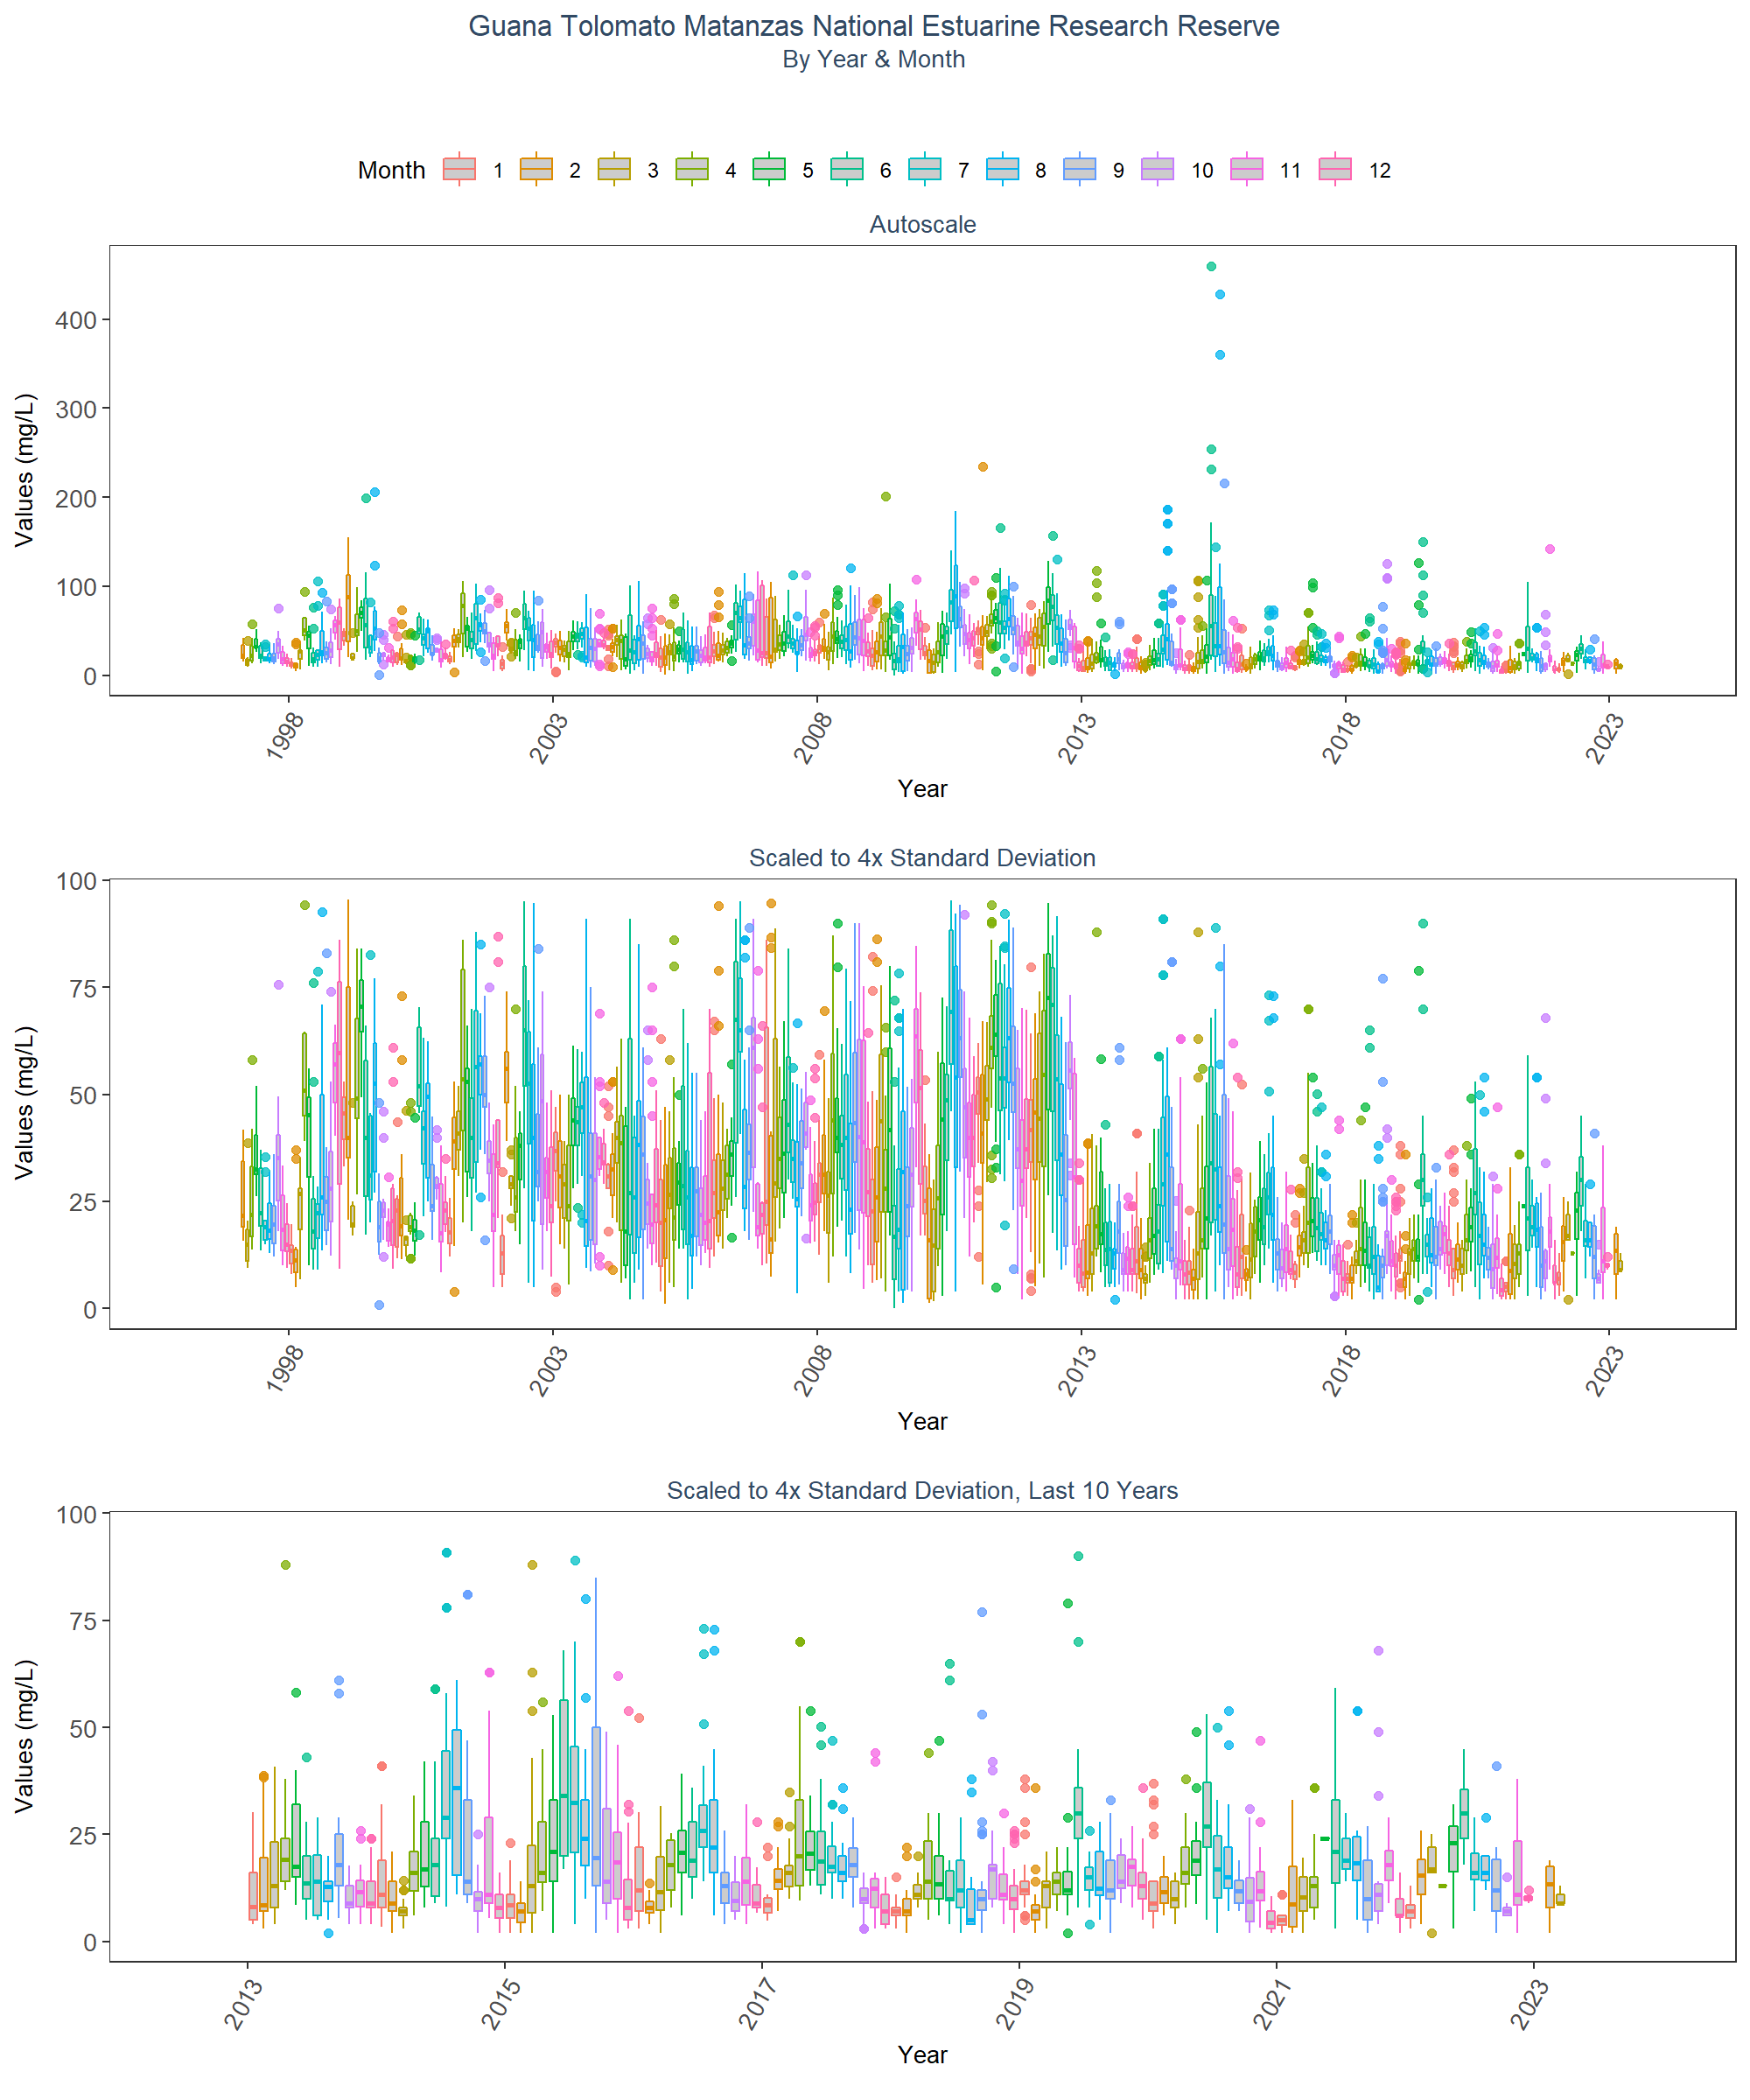 Guana Tolomato Matanzas National Estuarine Research Reserve
By Year & Month
Month 1 2 3 4 5 6 7 8 9 10 11 12
Autoscale
Values (mg/L)
400
300
200
100
0
1998 2003 2008 2013 2018 2023
Year
Scaled to 4x Standard Deviation
Values (mg/L)
100
75
50
25
0
1998 2003 2008 2013 2018 2023
Year
Scaled to 4x Standard Deviation, Last 10 Years
Values (mg/L)
100
75
50
25
0
2013 2015 2017 2019 2021 2023
Year